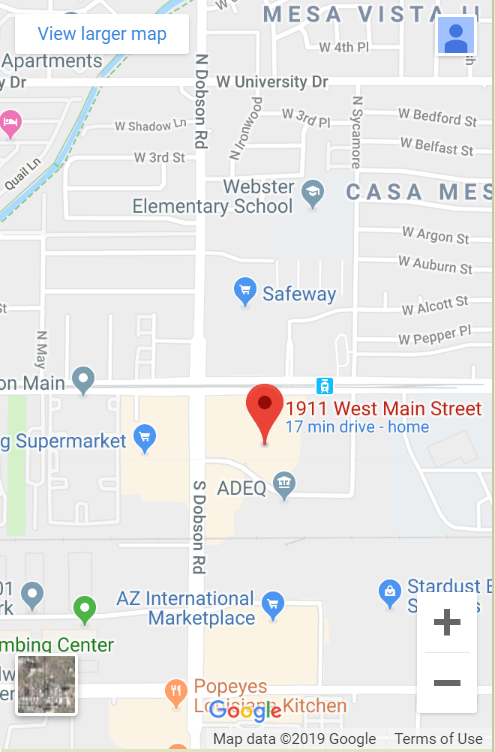 MESA VISTA
View larger map
W 4th Pl
Apartments
W University Dr
y Dr
N Dobson Rd
W 3rd Pl
N Ironwood
N Sycamore
W Bedford St
W Shadow Ln
W Belfast St
W 3rd St
Quail Ln
Webster
Elementary School
CASA MES
W Argon St
W Auburn St
Safeway
W Alcott St
W Pepper Pl
N May
on Main
1911 West Main Street
17 min drive - home
g Supermarket
ADEQ
S Dobson Rd
01
rk
AZ International
Marketplace
Stardust
mbing Center
Popeyes
Louisiana Kitchen
Google
Map data ©2019 Google
Terms of Use